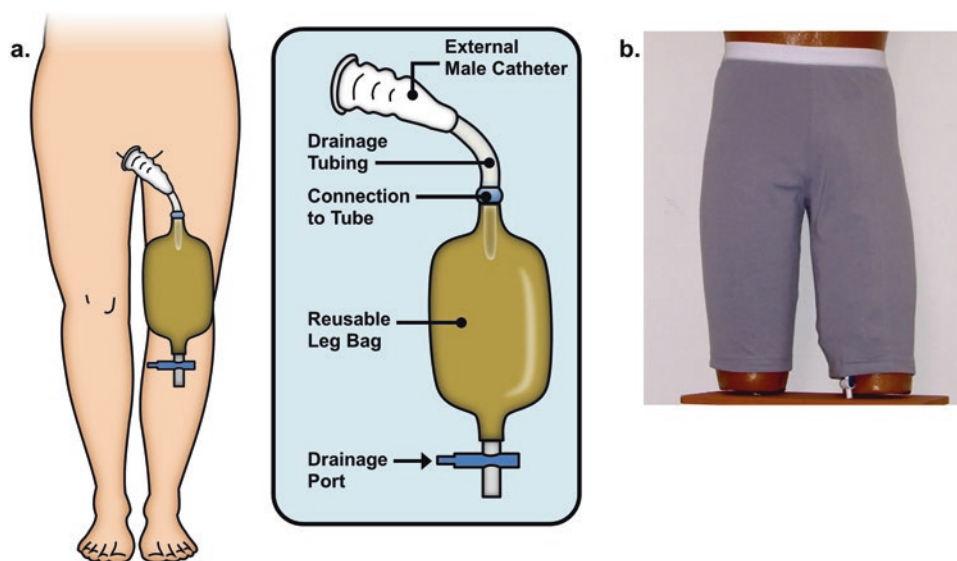 a.
External
Male Catheter
Drainage
Tubing
Connection
to Tube
Reusable
Leg Bag
Drainage
Port
b.